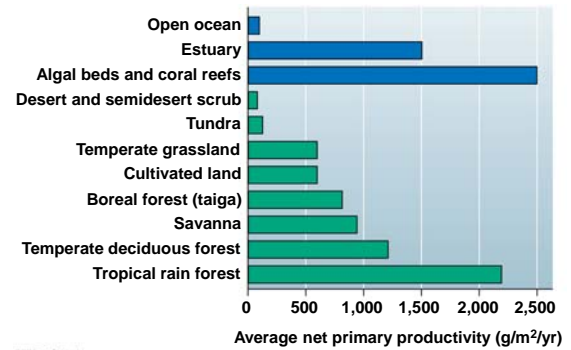 Open ocean
Estuary
Algal beds and coral reefs
Desert and semidesert scrub
Tundra
Temperate grassland
Cultivated land
Boreal forest (taiga)
Savanna
Temperate deciduous forest
Tropical rain forest
0 500 1,000 1,500 2,000 2,500
Average net primary productivity (g/m²/yr)